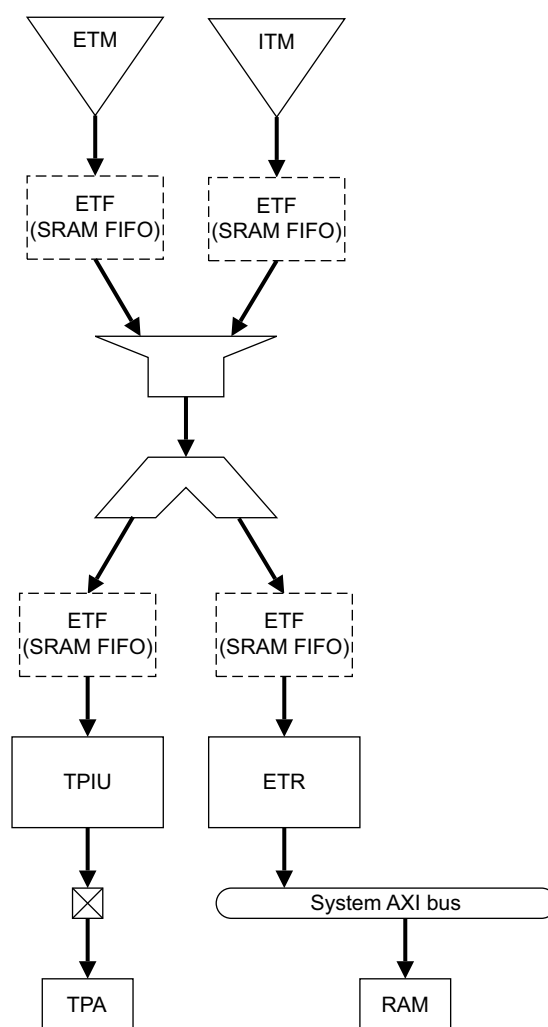 ETM
ITM
ETF
(SRAM FIFO)
ETF
(SRAM FIFO)
ETF
(SRAM FIFO)
ETF
(SRAM FIFO)
TPIU
ETR
System AXI bus
TPA
RAM